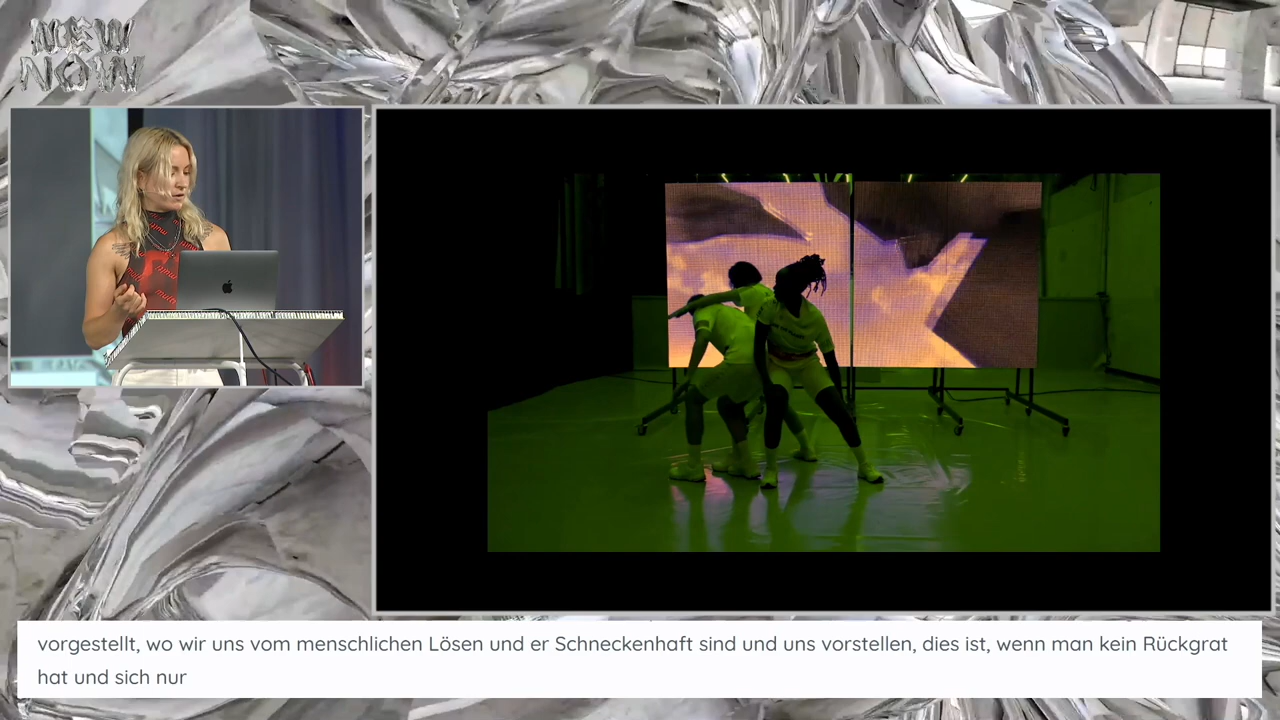 NEW
NOW
vorgestellt, wo wir uns vom menschlichen Lösen und er Schneckenhaft sind und uns vorstellen, dies ist, wenn man kein Rückgrat
hat und sich nur